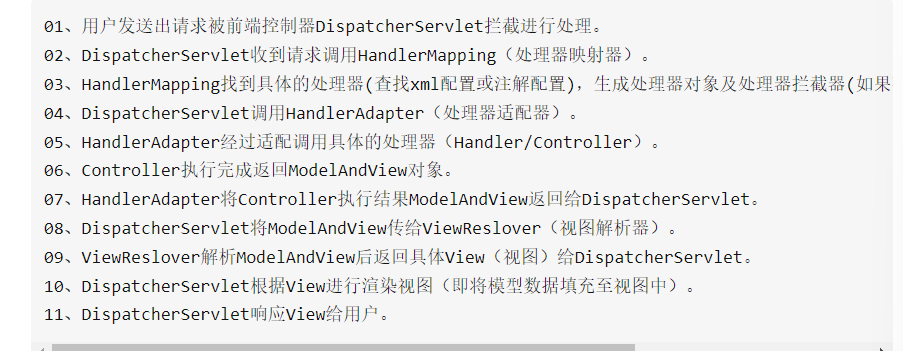 01、用户发送出请求被前端控制器DispatcherServlet拦截进行处理。
02、DispatcherServlet收到请求调用HandlerMapping（处理器映射器）。
03、HandlerMapping找到具体的处理器(查找xml配置或注解配置)，生成处理器对象及处理器拦截器(如果
04、DispatcherServlet调用HandlerAdapter（处理器适配器）。
05、HandlerAdapter经过适配调用具体的处理器（Handler/Controller）。
06、Controller执行完成返回ModelAndView对象。
07、HandlerAdapter将Controller执行结果ModelAndView返回给DispatcherServlet。
08、DispatcherServlet将ModelAndView传给ViewReslover（视图解析器）。
09、ViewReslover解析ModelAndView后返回具体View（视图）给DispatcherServlet。
10、DispatcherServlet根据View进行渲染视图（即将模型数据填充至视图中）。
11、DispatcherServlet响应View给用户。